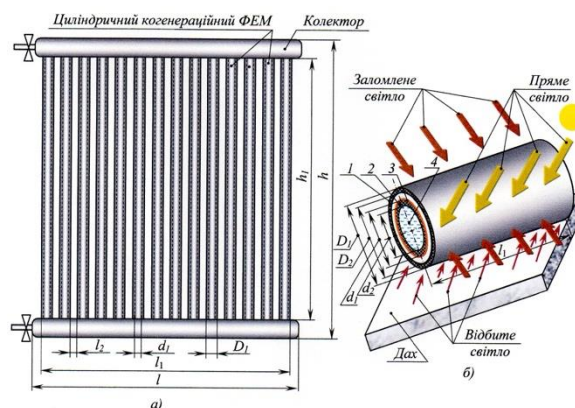 Циліндричний когенераційний ФЕМ
Колектор
h₁
h
l₂
d₁
D₁
l₁
l
а)
Заломлене
світло
Пряме
світло
1
2
3
4
D₁
D₂
d₁
d₂
l₁
Дах
Відбите
світло
б)